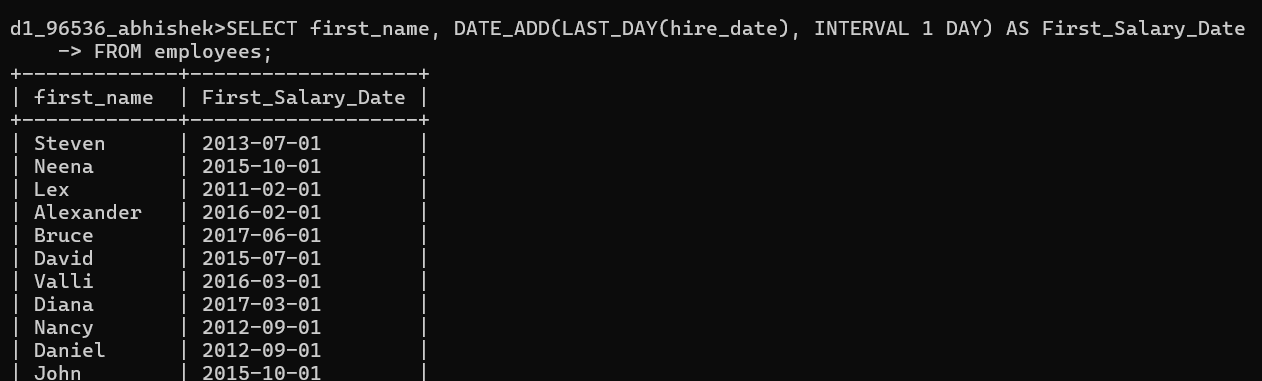 d1_96536_abhishek>SELECT first_name, DATE_ADD(LAST_DAY(hire_date), INTERVAL 1 DAY) AS First_Salary_Date
    -> FROM employees;
+-------------+-------------------+
| first_name  | First_Salary_Date |
+-------------+-------------------+
| Steven      | 2013-07-01        |
| Neena       | 2015-10-01        |
| Lex         | 2011-02-01        |
| Alexander   | 2016-02-01        |
| Bruce       | 2017-06-01        |
| David       | 2015-07-01        |
| Valli       | 2016-03-01        |
| Diana       | 2017-03-01        |
| Nancy       | 2012-09-01        |
| Daniel      | 2012-09-01        |
| John        | 2015-10-01        |